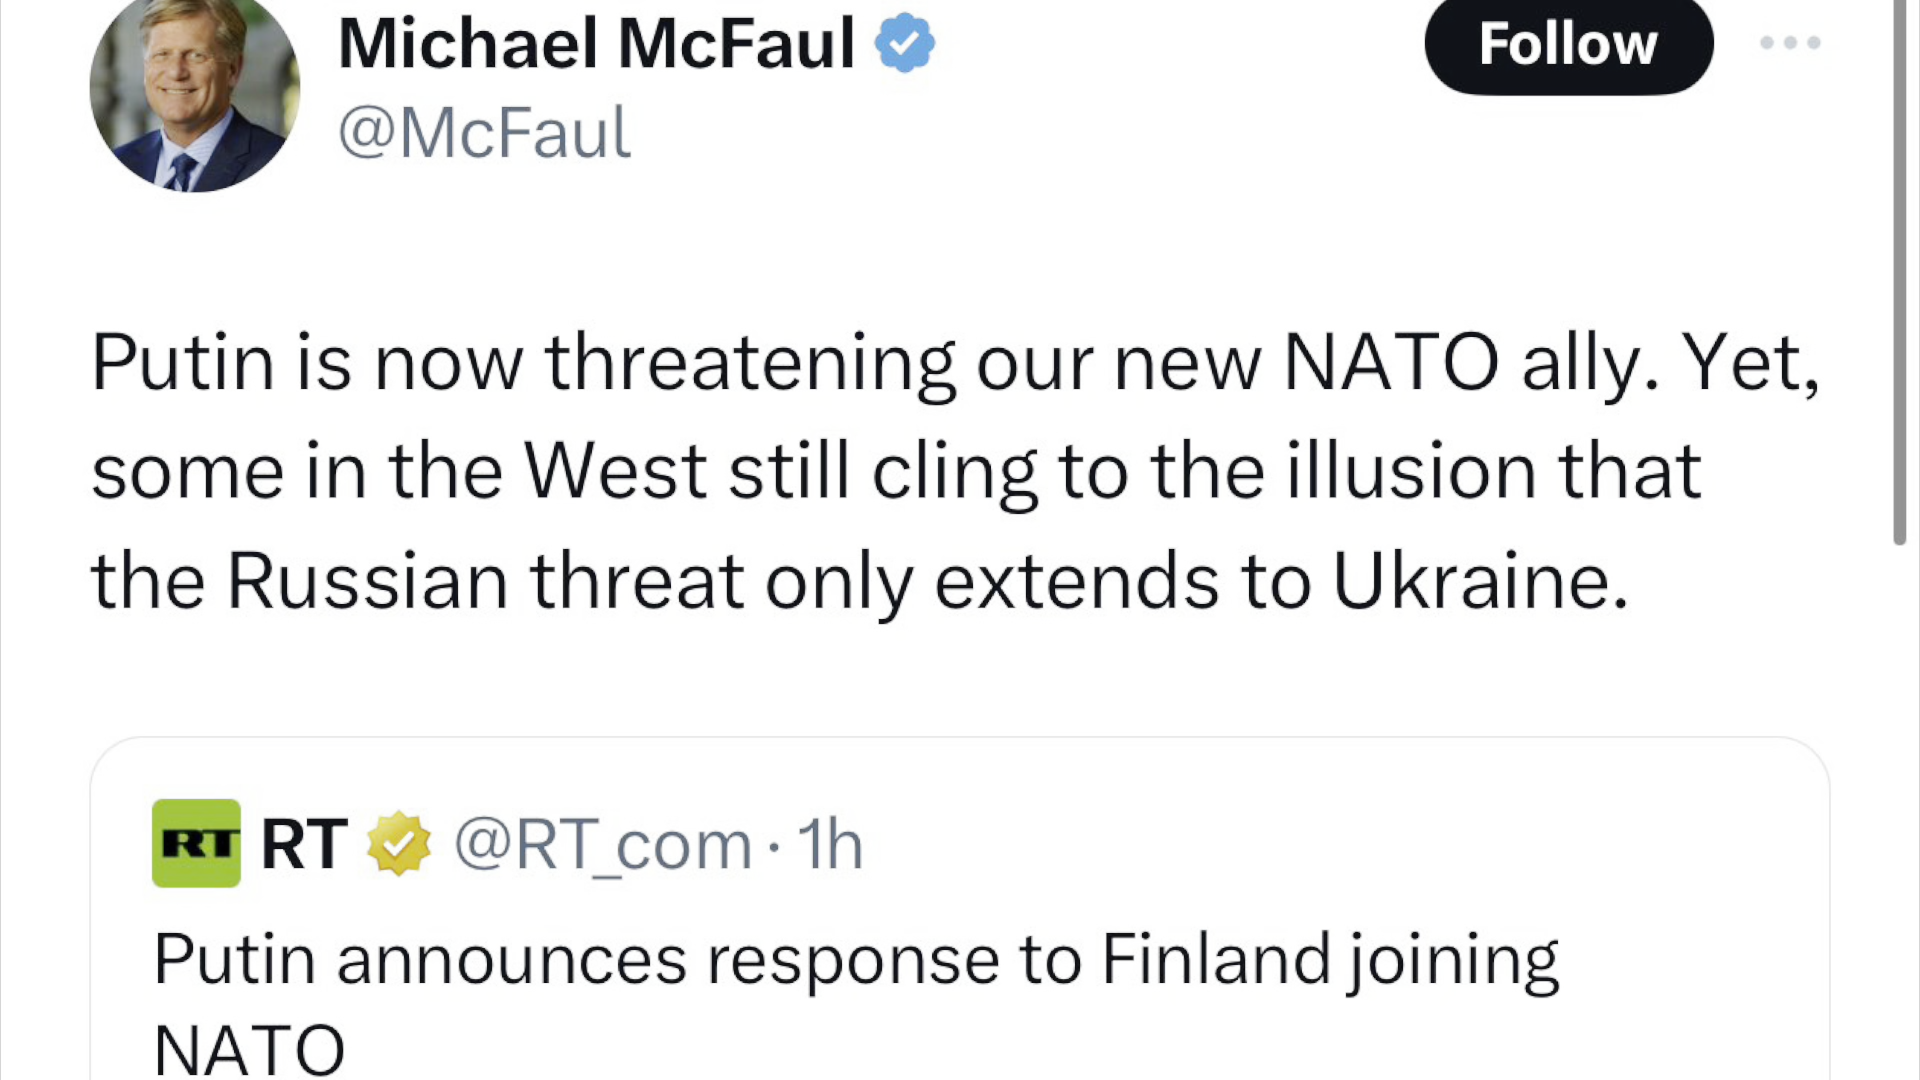 Michael McFaul
Follow
@McFaul
Putin is now threatening our new NATO ally. Yet,
some in the West still cling to the illusion that
the Russian threat only extends to Ukraine.
RT RT @RT_com · 1h
Putin announces response to Finland joining
NATO